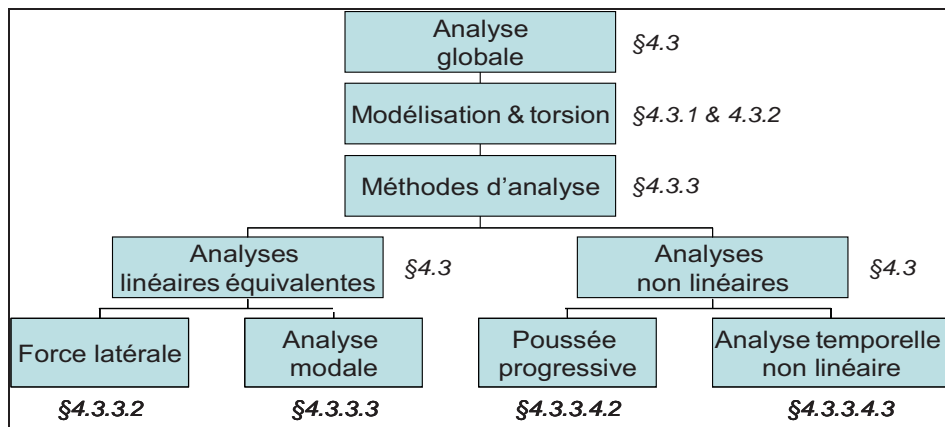 Analyse
globale
§4.3
Modélisation & torsion
§4.3.1 & 4.3.2
Méthodes d'analyse
§4.3.3
Analyses
linéaires équivalentes
§4.3
Analyses
non linéaires
§4.3
Force latérale
Analyse
modale
Poussée
progressive
Analyse temporelle
non linéaire
§4.3.3.2
§4.3.3.3
§4.3.3.4.2
§4.3.3.4.3